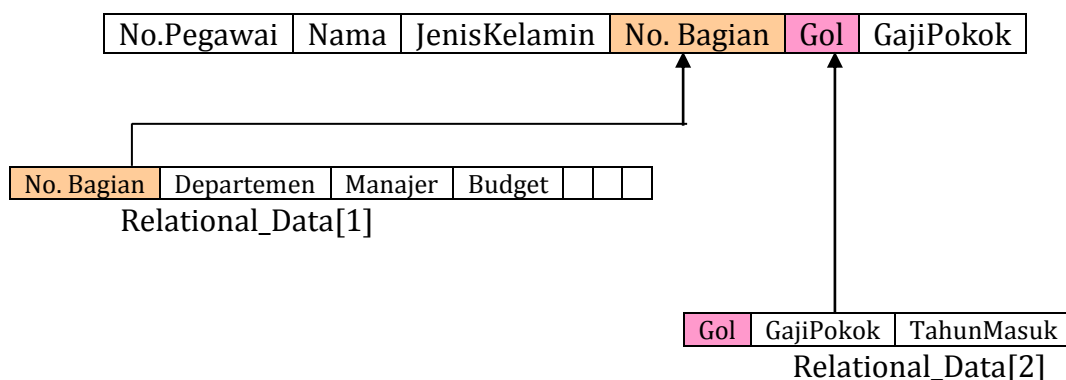 No.Pegawai Nama JenisKelamin No. Bagian Gol GajiPokok
No. Bagian Departemen Manajer Budget
Relational_Data[1]
Gol GajiPokok TahunMasuk
Relational_Data[2]